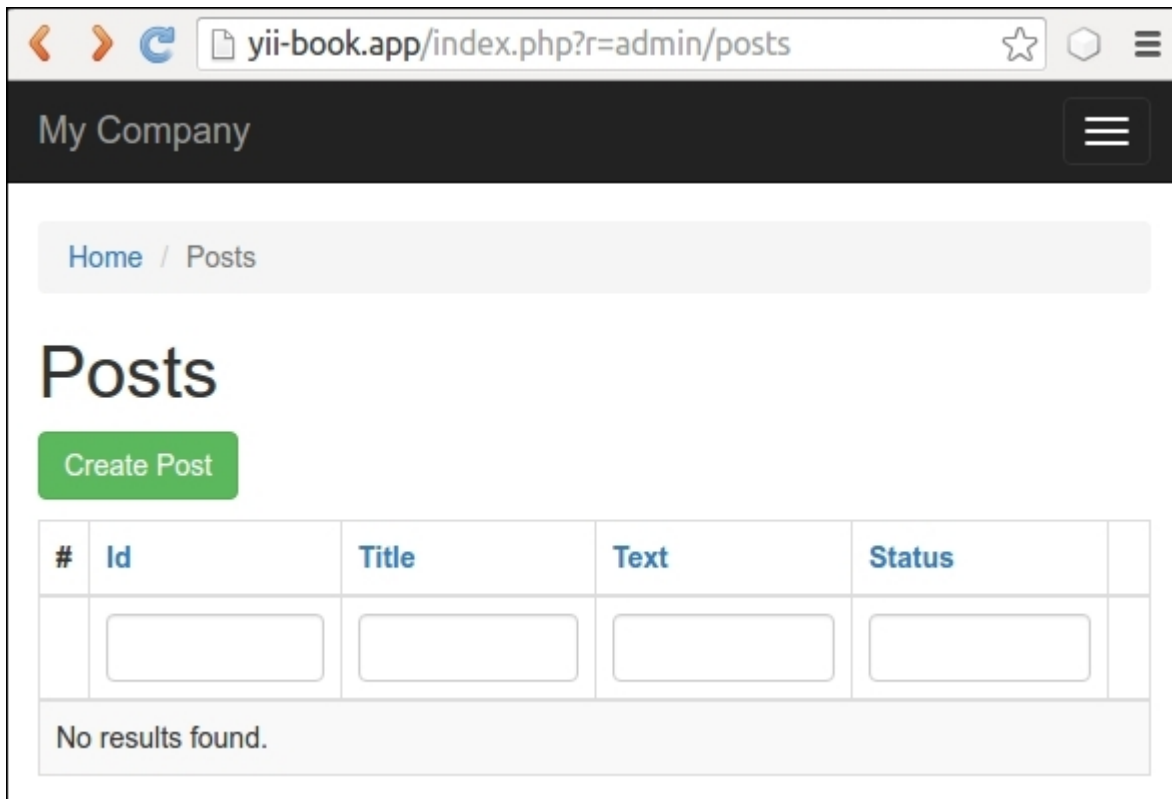 yii-book.app/index.php?r=admin/posts
My Company
Home / Posts
Posts
Create Post
# Id Title Text Status
No results found.